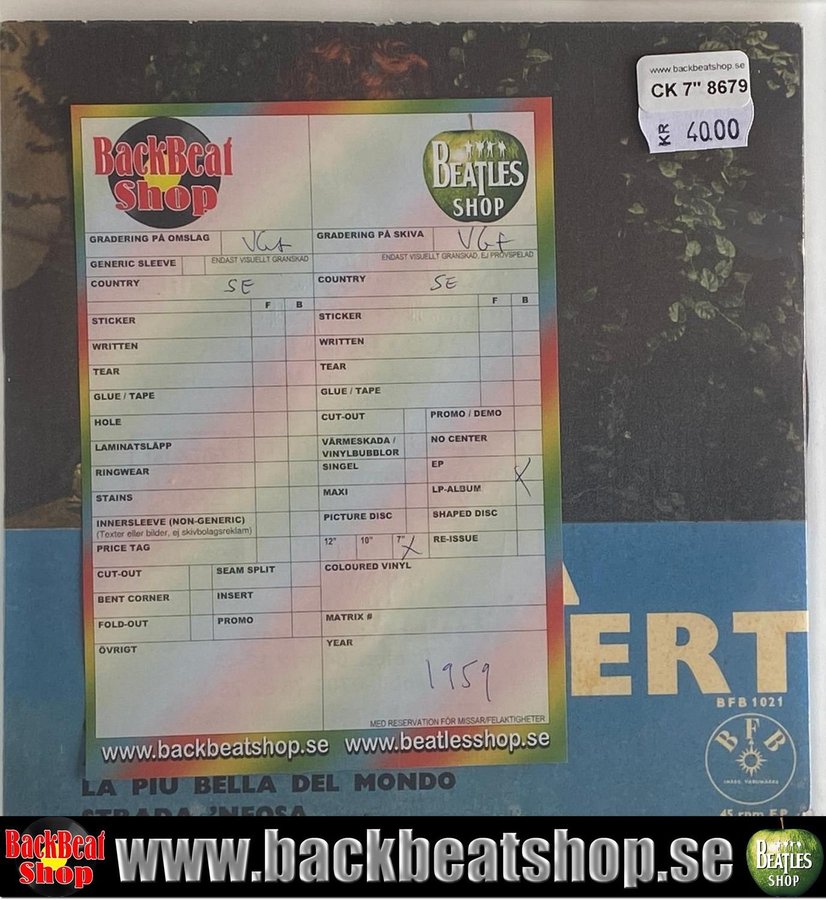 www.backbeatshop.se
CK 7" 8679
KR 40.00
BackBeat
Shop
BEATLES
SHOP
GRADERING PÅ OMSLAG VG+
GRADERING PÅ SKIVA VG+
GENERIC SLEEVE
ENDAST VISUELLT GRANSKAD
ENDAST VISUELLT GRANSKAD, EJ PROVSPELAD
COUNTRY SE
COUNTRY SE
F B
F B
STICKER
STICKER
WRITTEN
WRITTEN
TEAR
TEAR
GLUE / TAPE
GLUE / TAPE
HOLE
CUT-OUT
PROMO / DEMO
LAMINATSLÄPP
VÄRMESKADA /
VINYLBUBBLOR
NO CENTER
RINGWEAR
SINGEL
EP X
STAINS
MAXI
LP-ALBUM
INNERSLEEVE (NON-GENERIC)
(Texter eller bilder, ej skivbolagsreklam)
PICTURE DISC
SHAPED DISC
PRICE TAG
12" 10" 7" X
RE-ISSUE
CUT-OUT
SEAM SPLIT
COLOURED VINYL
BENT CORNER
INSERT
FOLD-OUT
PROMO
MATRIX #
ÖVRIGT
YEAR
1959
MED RESERVATION FÖR MISSAR/FELAKTIGHETER
www.backbeatshop.se www.beatlesshop.se
A
ERT
BFB 1021
BFB
LA PIU BELLA DEL MONDO
STRADA 'NFOSA
45 rpm EP
BackBeat
Shop
www.backbeatshop.se
BEATLES
SHOP